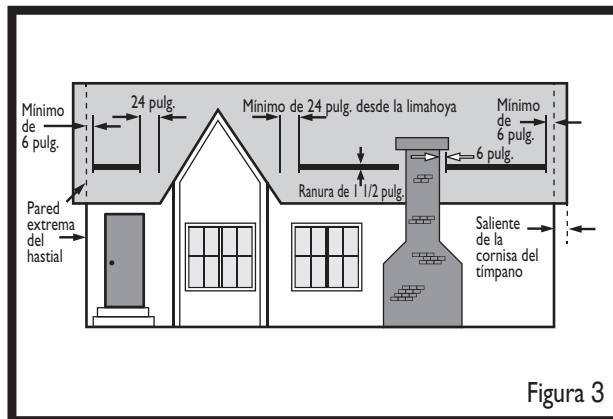 Mínimo
de
6 pulg.
24 pulg.
Mínimo de 24 pulg. desde la limahoya
Mínimo
de
6 pulg.
6 pulg.
Ranura de 1 1/2 pulg.
Pared
extrema
del
hastial
Saliente
de la
cornisa del
tímpano
Figura 3